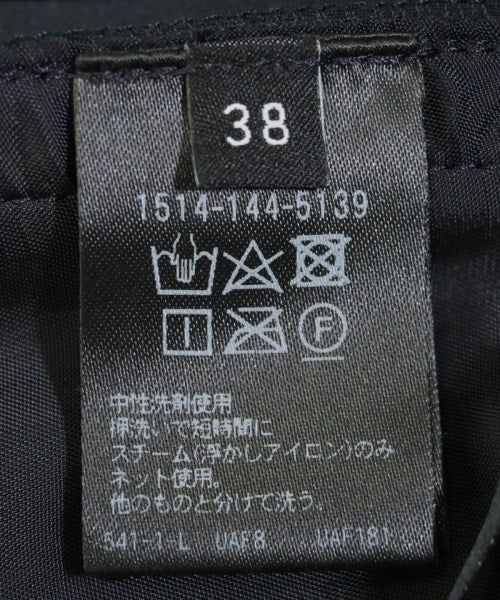 38
1514-144-5139
F
中性洗剤使用
押洗いで短時間に
スチーム(浮かしアイロン)のみ
ネット使用。
他のものと分けて洗う。
541-1-L UAF8 UAF181